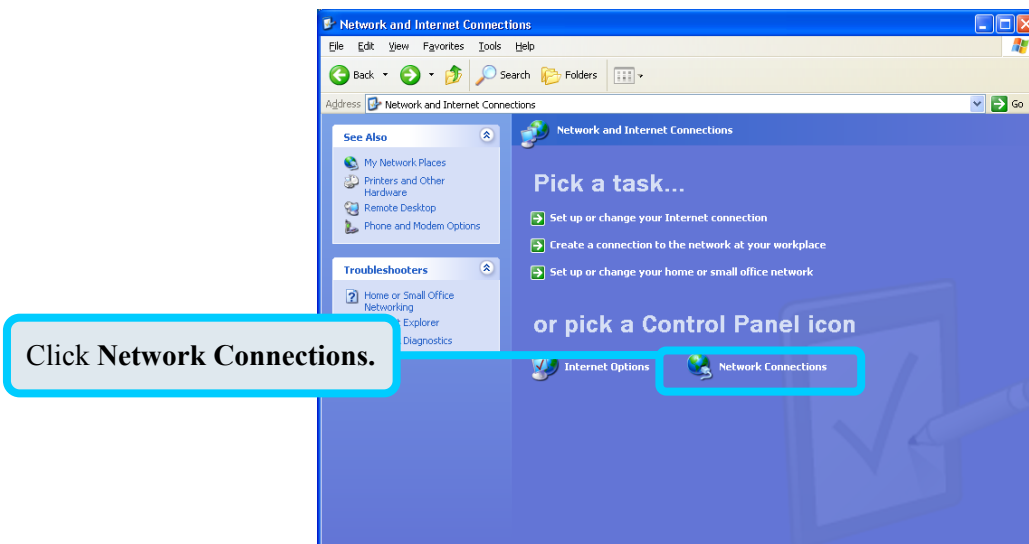 Network and Internet Connections
File Edit View Favorites Tools Help
Back Search Folders
Address Network and Internet Connections Go
See Also
My Network Places
Printers and Other
Hardware
Remote Desktop
Phone and Modem Options
Troubleshooters
Home or Small Office
Networking
Explorer
Diagnostics
Network and Internet Connections
Pick a task...
Set up or change your Internet connection
Create a connection to the network at your workplace
Set up or change your home or small office network
or pick a Control Panel icon
Internet Options Network Connections
Click Network Connections.